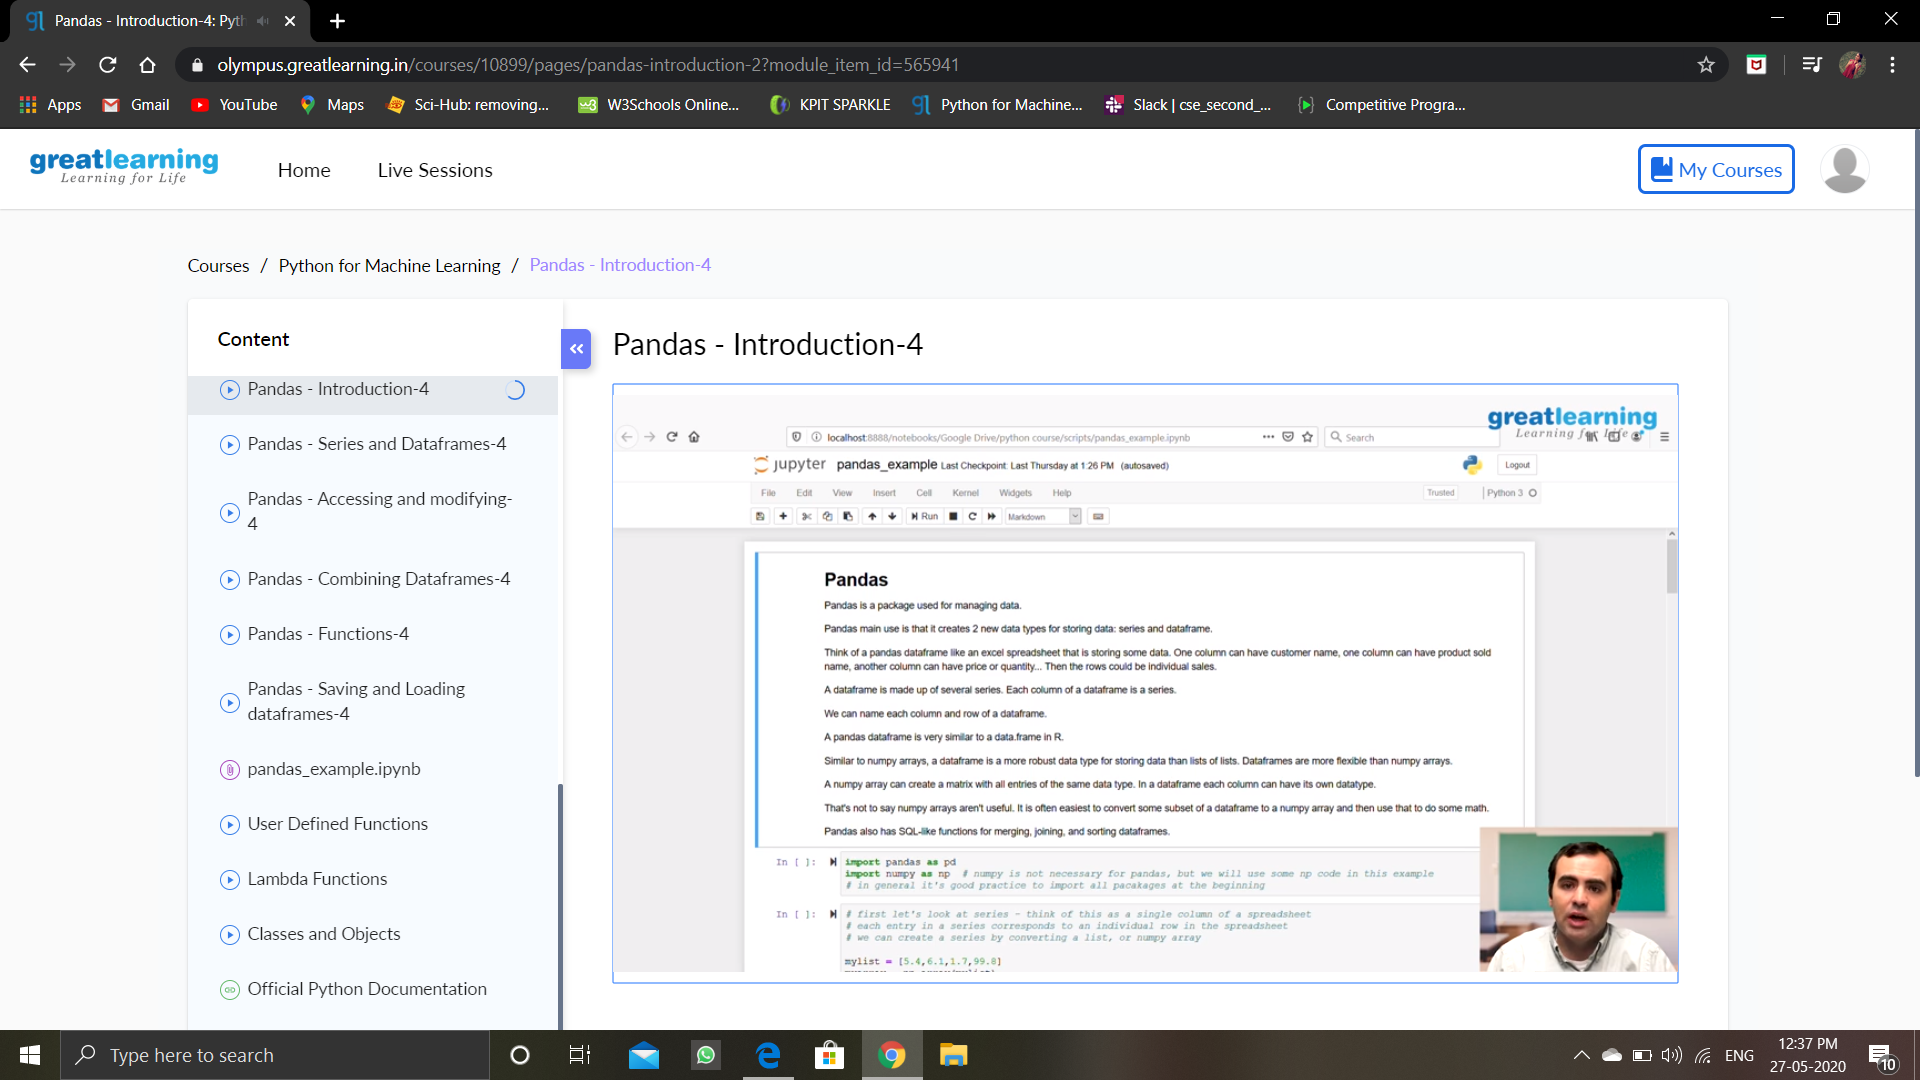 Pandas - Introduction-4: Pyth
olympus.greatlearning.in/courses/10899/pages/pandas-introduction-2?module_item_id=565941
Apps Gmail YouTube Maps Sci-Hub: removing... W3Schools Online... KPIT SPARKLE Python for Machine... Slack | cse_second_... Competitive Progra...
greatlearning
Learning for Life
Home Live Sessions My Courses
Courses / Python for Machine Learning / Pandas - Introduction-4
Content
Pandas - Introduction-4
Pandas - Series and Dataframes-4
Pandas - Accessing and modifying-
4
Pandas - Combining Dataframes-4
Pandas - Functions-4
Pandas - Saving and Loading
dataframes-4
pandas_example.ipynb
User Defined Functions
Lambda Functions
Classes and Objects
Official Python Documentation
Pandas - Introduction-4
greatlearning
Learning for Life
localhost:8888/notebooks/Google Drive/python course/scripts/pandas_example.ipynb Search
jupyter pandas_example Last Checkpoint: Last Thursday at 1:26 PM (autosaved) Logout
File Edit View Insert Cell Kernel Widgets Help Trusted Python 3
Run Markdown
Pandas
Pandas is a package used for managing data.
Pandas main use is that it creates 2 new data types for storing data: series and dataframe.
Think of a pandas dataframe like an excel spreadsheet that is storing some data. One column can have customer name, one column can have product sold
name, another column can have price or quantity... Then the rows could be individual sales.
A dataframe is made up of several series. Each column of a dataframe is a series.
We can name each column and row of a dataframe.
A pandas dataframe is very similar to a data.frame in R.
Similar to numpy arrays, a dataframe is a more robust data type for storing data than lists of lists. Dataframes are more flexible than numpy arrays.
A numpy array can create a matrix with all entries of the same data type. In a dataframe each column can have its own datatype.
That's not to say numpy arrays aren't useful. It is often easiest to convert some subset of a dataframe to a numpy array and then use that to do some math.
Pandas also has SQL-like functions for merging, joining, and sorting dataframes.
In [ ]: import pandas as pd
import numpy as np # numpy is not necessary for pandas, but we will use some np code in this example
# in general it's good practice to import all pacakages at the beginning
In [ ]: # first let's look at series - think of this as a single column of a spreadsheet
# each entry in a series corresponds to an individual row in the spreadsheet
# we can create a series by converting a list, or numpy array
mylist = [5.4,6.1,1.7,99.8]
Type here to search
ENG
12:37 PM
27-05-2020
10